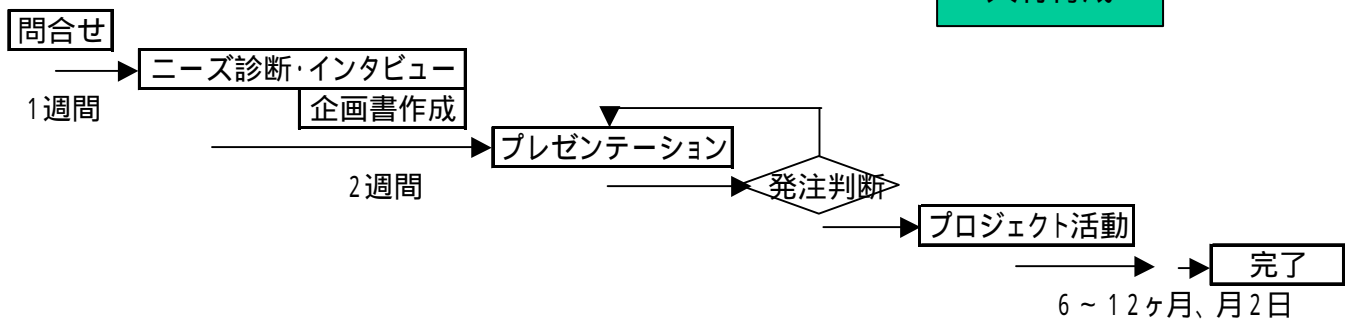 問合せ
ニーズ診断・インタビュー
1週間
企画書作成
プレゼンテーション
2週間
発注判断
プロジェクト活動
完了
6~12ヶ月、月2日